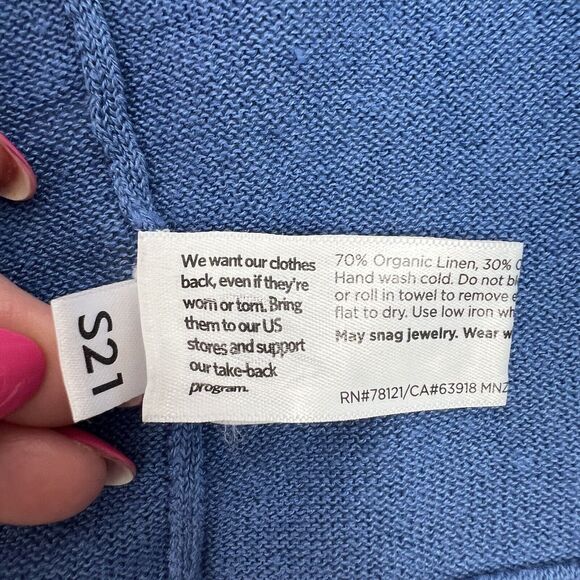 We want our clothes
back, even if they're
worn or torn. Bring
them to our US
stores and support
our take-back
program.
70% Organic Linen, 30%
Hand wash cold. Do not
or roll in towel to remove
flat to dry. Use low iron
May snag jewelry. Wear
RN#78121/CA#63918 MNZ
S21